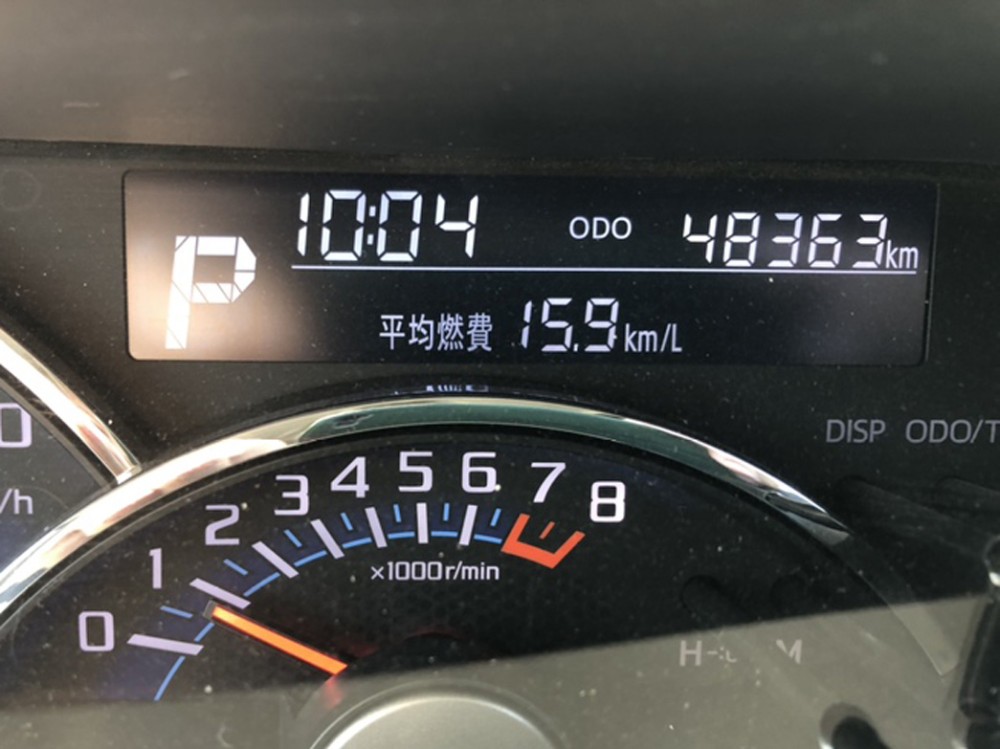 10:04 ODO 48363km
P
平均燃費 15.9km/L
DISP ODO/T
0
/h
0 1 2 3 4 5 6 7 8
×1000r/min